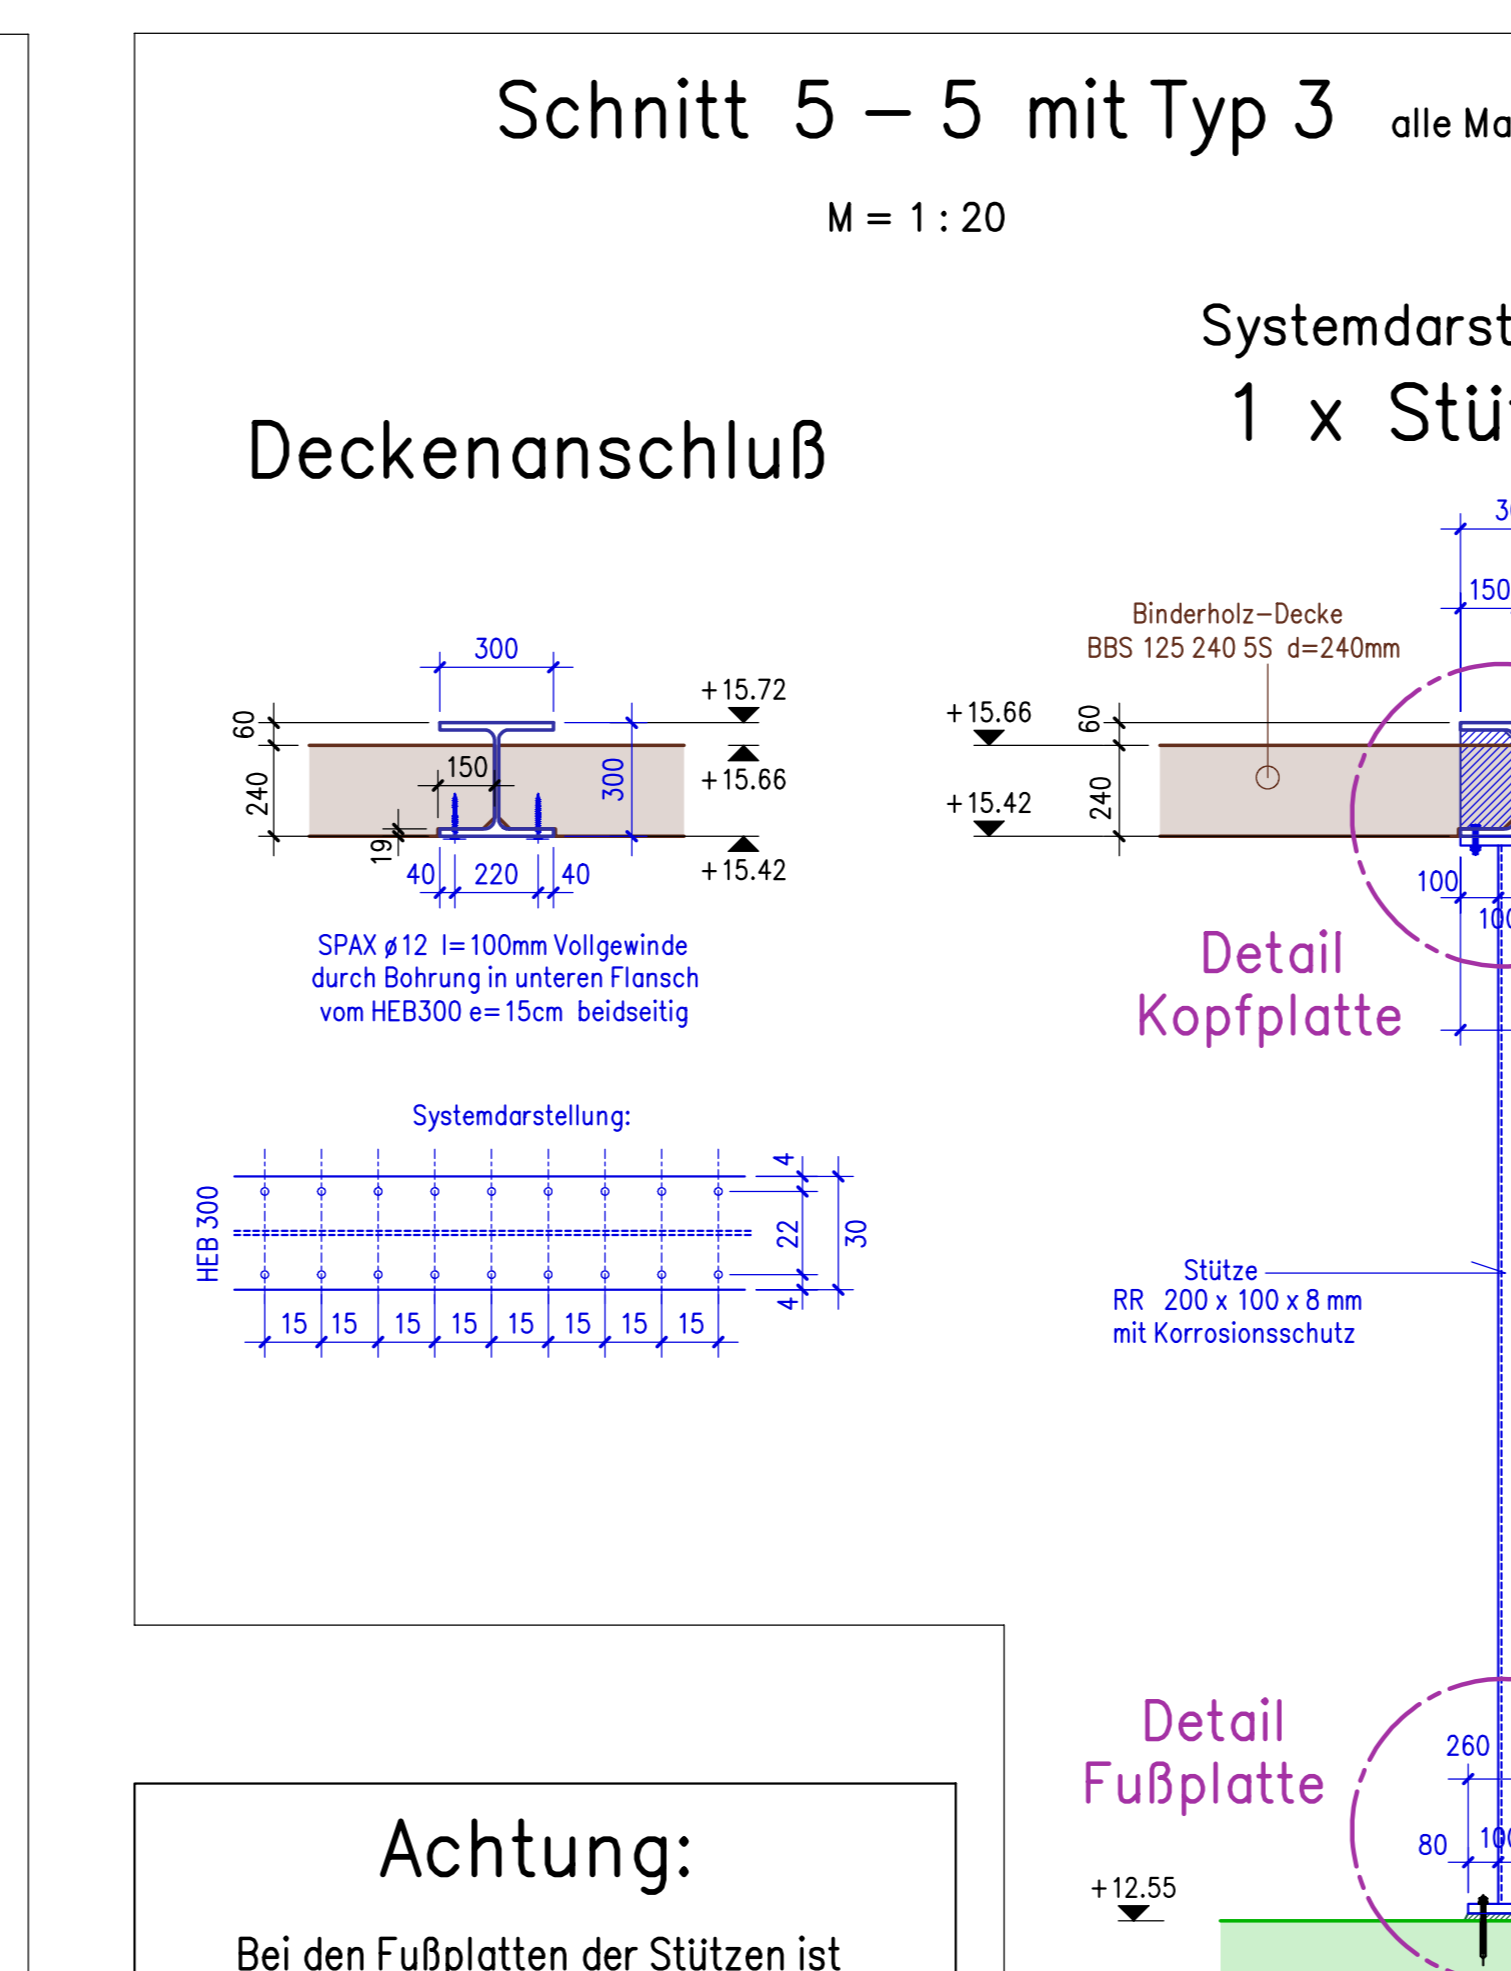 Schnitt 5 – 5 mit Typ 3 alle
M = 1 : 20
1 x
Deckenanschluß
300
60
240
150
300
19
40 220 40
+15.72
+15.66
+15.42
SPAX ø12 l=100mm Vollgewinde
durch Bohrung in unteren Flansch
vom HEB300 e=15cm beidseitig
Systemdarstellung:
HEB 300
4
22
30
4
15 15 15 15 15 15 15 15
150
Binderholz–Decke
BBS 125 240 5S d=240mm
+15.66
60
+15.42
240
100
Detail
Kopfplatte
Stütze
RR 200 x 100 x 8 mm
mit Korrosionsschutz
Detail
Fußplatte
260
80
+12.55
Achtung:
Bei den Fußplatten der Stützen ist